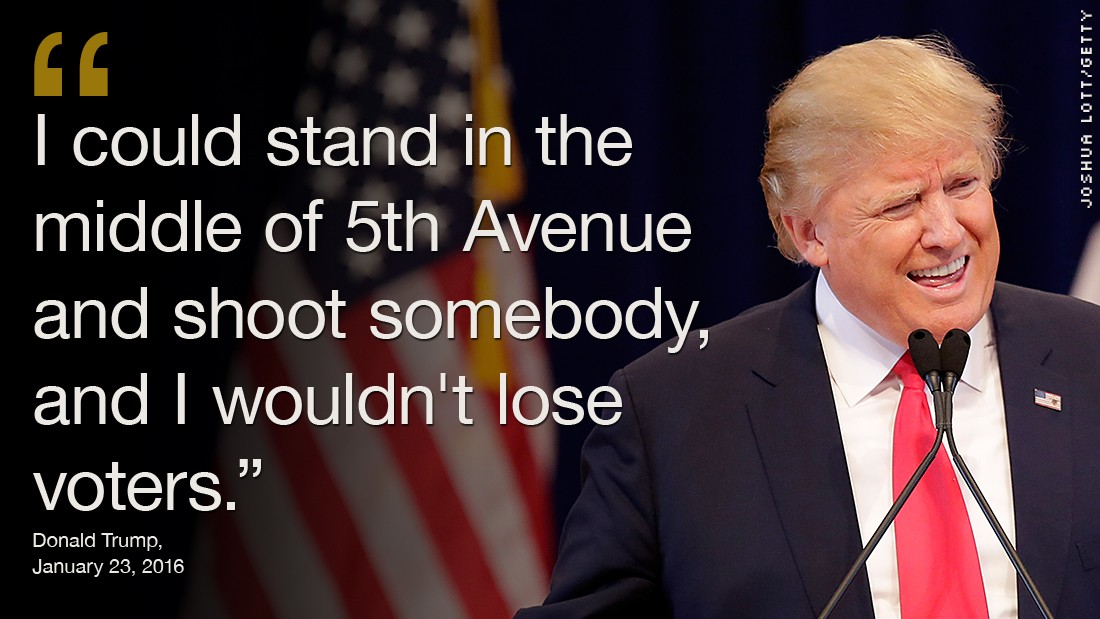 “
I could stand in the
middle of 5th Avenue
and shoot somebody,
and I wouldn't lose
voters.”
Donald Trump,
January 23, 2016
JOSHUA LOTT/GETTY